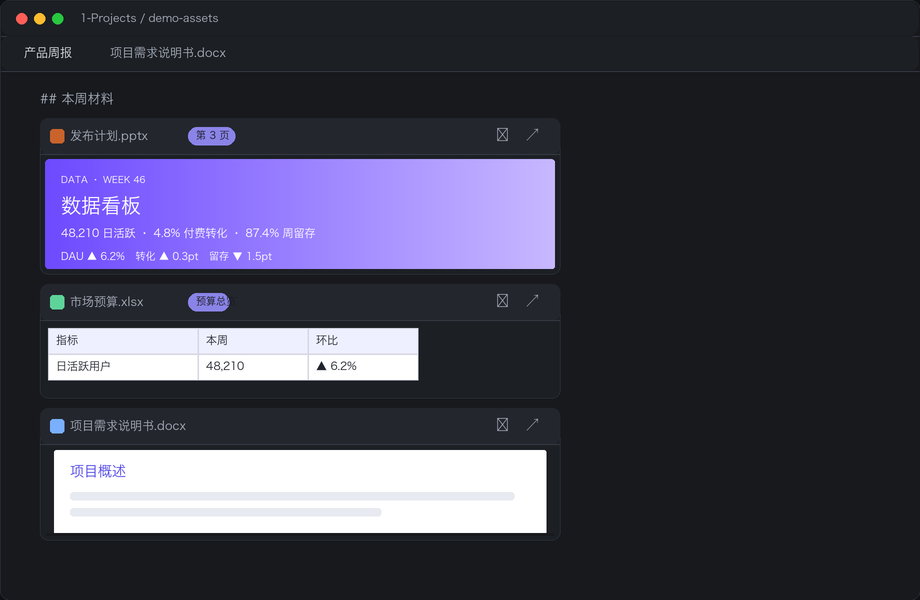 1-Projects / demo-assets
产品周报 项目需求说明书.docx
## 本周材料
发布计划.pptx 第 3 页
DATA · WEEK 46
数据看板
48,210 日活跃 · 4.8% 付费转化 · 87.4% 周留存
DAU ▲ 6.2% 转化 ▲ 0.3pt 留存 ▼ 1.5pt
市场预算.xlsx 预算总
指标 本周 环比
日活跃用户 48,210 ▲ 6.2%
项目需求说明书.docx
项目概述